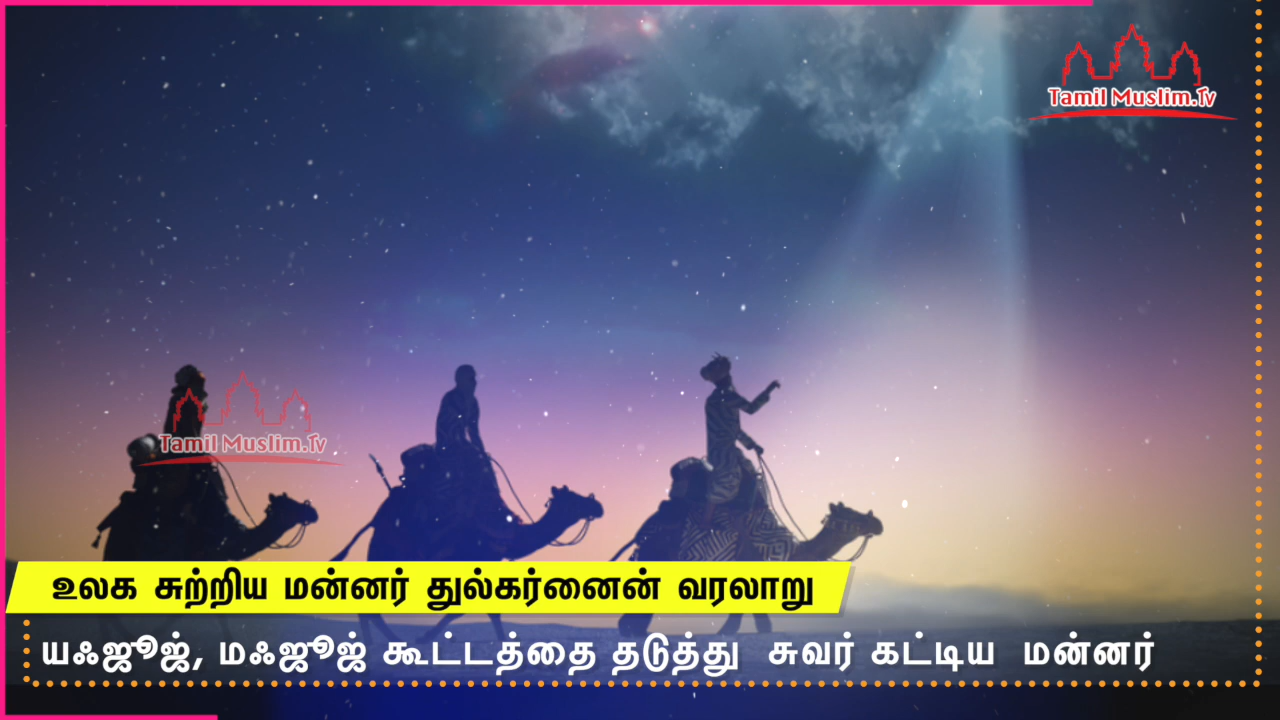 Tamil Muslim.Tv
Tamil Muslim.Tv
உலக சுற்றிய மன்னர் துல்கர்னைன் வரலாறு
யஃஜூஜ், மஃஜூஜ் கூட்டத்தை தடுத்து சுவர் கட்டிய மன்னர்